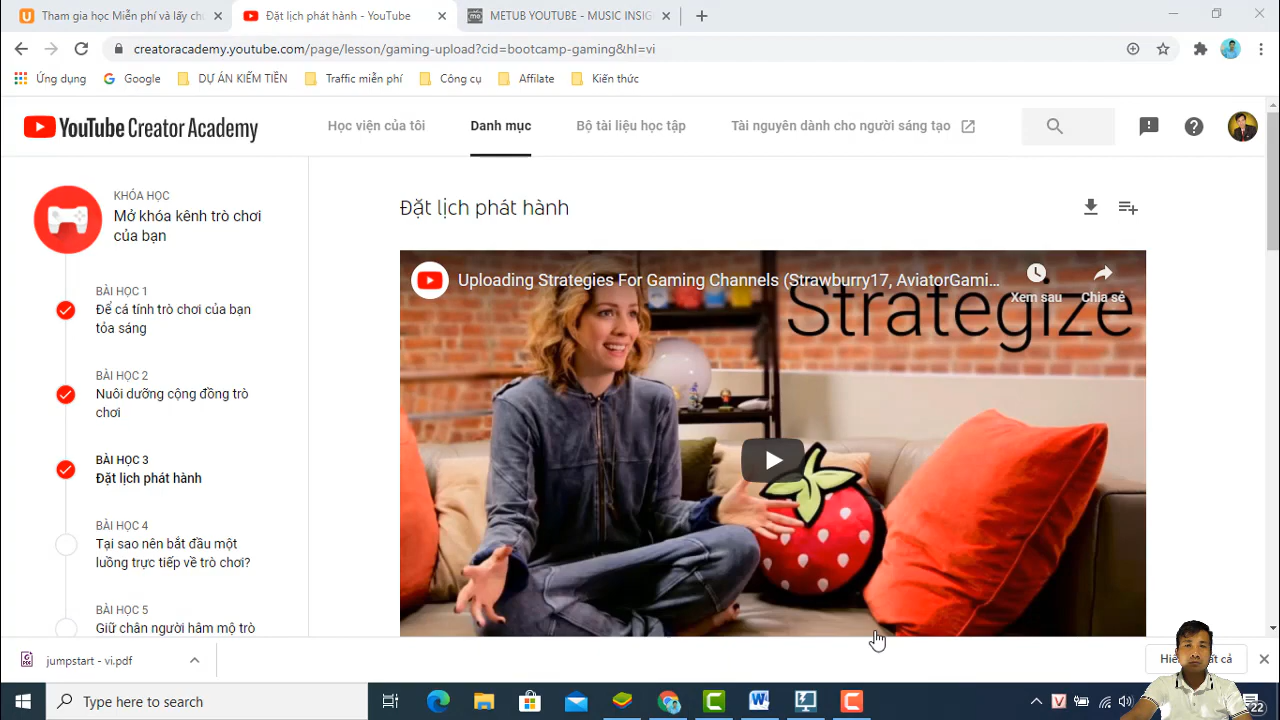 Tham gia học Miễn phí và lấy ch
Đặt lịch phát hành - YouTube
METUB YOUTUBE - MUSIC INSIG
creatoracademy.youtube.com/page/lesson/gaming-upload?cid=bootcamp-gaming&hl=vi
Ứng dụng
Google
DỰ ÁN KIẾM TIỀN
Traffic miễn phí
Công cụ
Affilate
Kiến thức
YouTube Creator Academy
Học viện của tôi
Danh mục
Bộ tài liệu học tập
Tài nguyên dành cho người sáng tạo
KHÓA HỌC
Mở khóa kênh trò chơi
của bạn
BÀI HỌC 1
Để cá tính trò chơi của bạn
tỏa sáng
BÀI HỌC 2
Nuôi dưỡng cộng đồng trò
chơi
BÀI HỌC 3
Đặt lịch phát hành
BÀI HỌC 4
Tại sao nên bắt đầu một
luồng trực tiếp về trò chơi?
BÀI HỌC 5
Giữ chân người hâm mộ trò
Đặt lịch phát hành
Uploading Strategies For Gaming Channels (Strawburry17, AviatorGami...
Xem sau
Chia sẻ
Strategize
jumpstart - vi.pdf
Hiể
ất cả
Type here to search
22